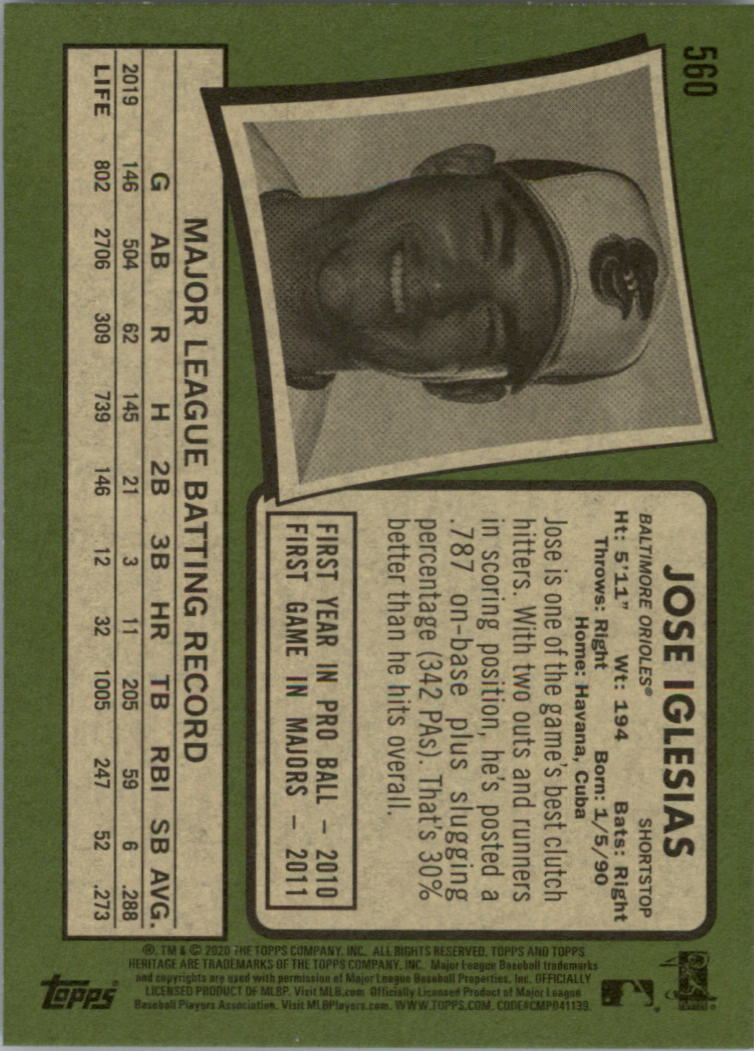 560
JOSE IGLESIAS
BALTIMORE ORIOLES® SHORTSTOP
Ht: 5'11" Wt: 194 Bats: Right
Throws: Right Born: 1/5/90
Home: Havana, Cuba
Jose is one of the game's best clutch
hitters. With two outs and runners
in scoring position, he's posted a
.787 on-base plus slugging
percentage (342 PAs). That's 30%
better than he hits overall.
FIRST YEAR IN PRO BALL – 2010
FIRST GAME IN MAJORS – 2011
MAJOR LEAGUE BATTING RECORD
G AB R H 2B 3B HR TB RBI SB AVG.
2019 146 504 62 145 21 3 11 205 59 6 .288
LIFE 802 2706 309 739 146 12 32 1005 247 52 .273
®, TM & © 2020 THE TOPPS COMPANY, INC. ALL RIGHTS RESERVED. TOPPS AND TOPPS
HERITAGE ARE TRADEMARKS OF THE TOPPS COMPANY, INC. Major League Baseball trademarks
and copyrights are used with permission of Major League Baseball Properties, Inc. OFFICIALLY
LICENSED PRODUCT OF MLBP. Visit MLB.com Officially Licensed Product of Major League
Baseball Players Association. Visit MLBPlayers.com. WWW.TOPPS.COM. CODE#CMP041139.
topps®